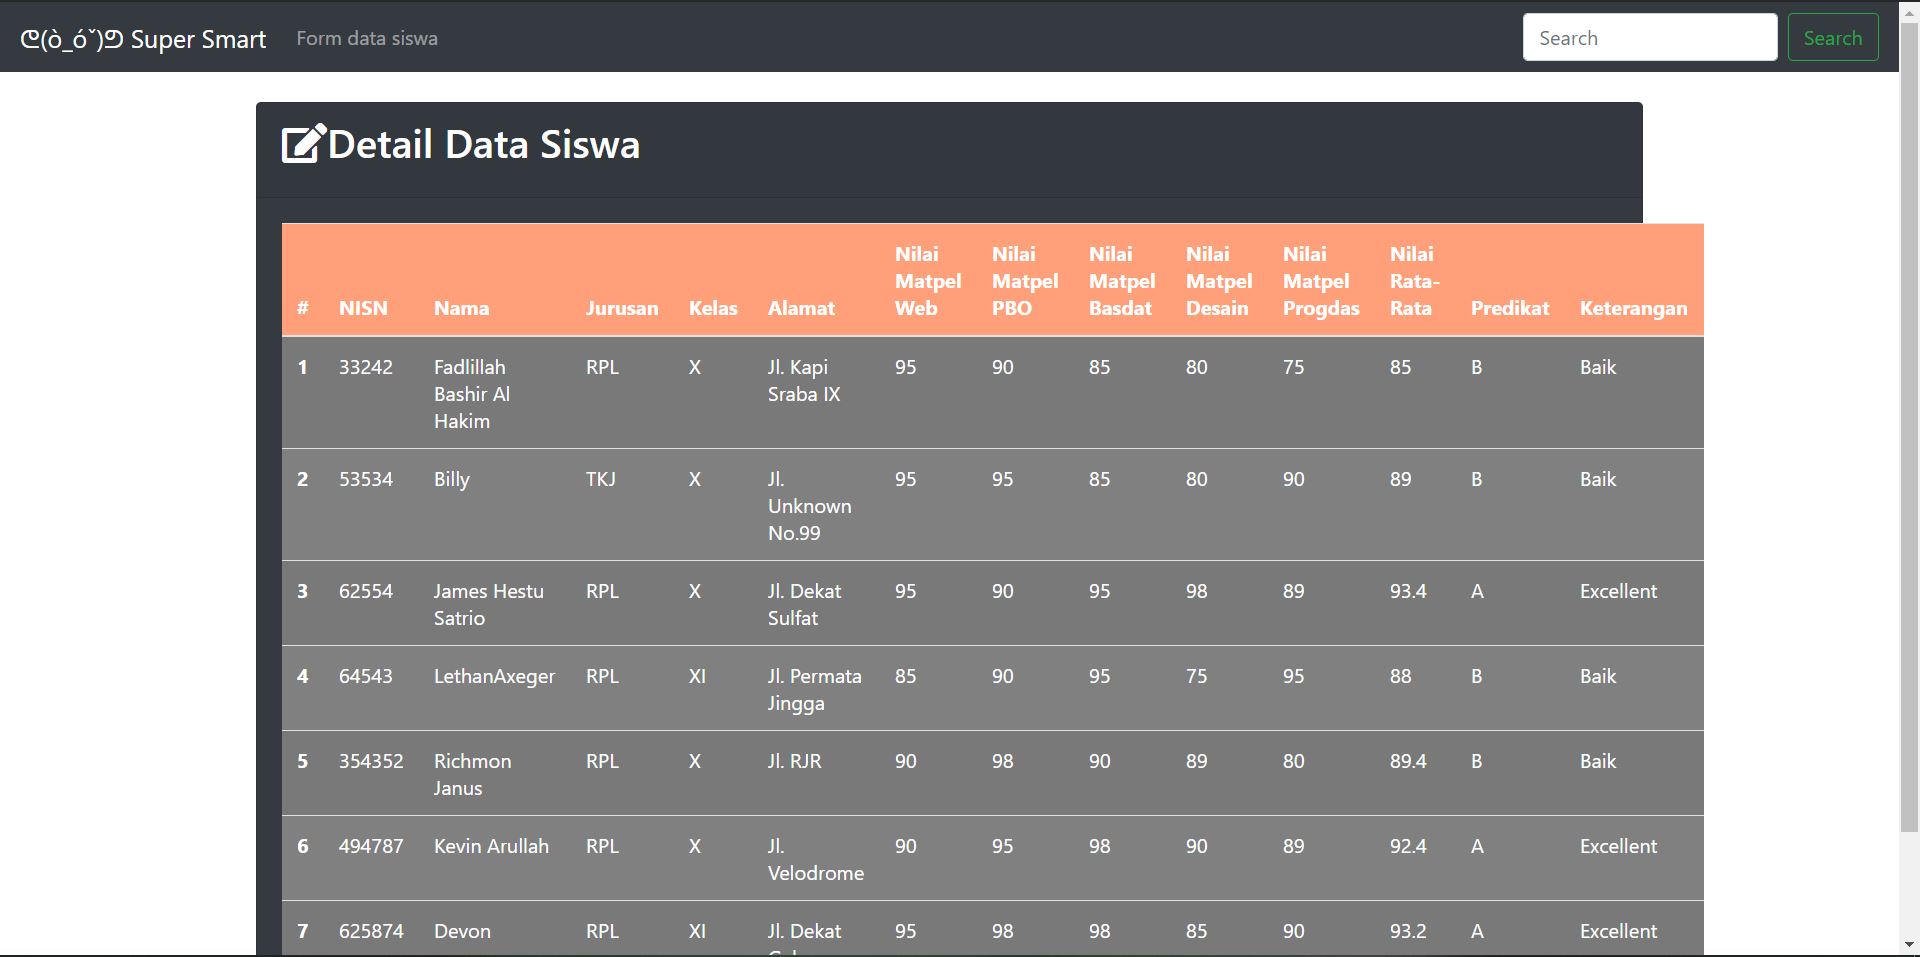 ᕦ(ò_óˇ)ᕤ Super Smart Form data siswa Search Search
Detail Data Siswa
# NISN Nama Jurusan Kelas Alamat Nilai Matpel Web Nilai Matpel PBO Nilai Matpel Basdat Nilai Matpel Desain Nilai Matpel Progdas Nilai Rata-Rata Predikat Keterangan
1 33242 Fadlillah Bashir Al Hakim RPL X Jl. Kapi Sraba IX 95 90 85 80 75 85 B Baik
2 53534 Billy TKJ X Jl. Unknown No.99 95 95 85 80 90 89 B Baik
3 62554 James Hestu Satrio RPL X Jl. Dekat Sulfat 95 90 95 98 89 93.4 A Excellent
4 64543 LethanAxeger RPL XI Jl. Permata Jingga 85 90 95 75 95 88 B Baik
5 354352 Richmon Janus RPL X Jl. RJR 90 98 90 89 80 89.4 B Baik
6 494787 Kevin Arullah RPL X Jl. Velodrome 90 95 98 90 89 92.4 A Excellent
7 625874 Devon RPL XI Jl. Dekat 95 98 98 85 90 93.2 A Excellent